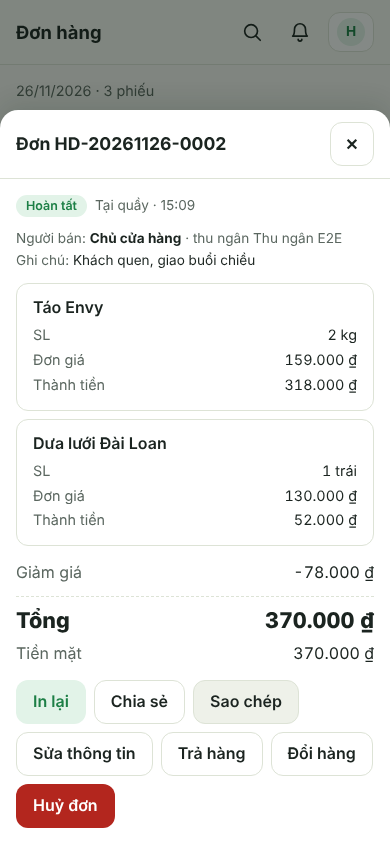 Đơn hàng
H
26/11/2026 · 3 phiếu
Đơn HD-20261126-0002
×
Hoàn tất Tại quầy · 15:09
Người bán: Chủ cửa hàng · thu ngân Thu ngân E2E
Ghi chú: Khách quen, giao buổi chiều
Táo Envy
SL 2 kg
Đơn giá 159.000 ₫
Thành tiền 318.000 ₫
Dưa lưới Đài Loan
SL 1 trái
Đơn giá 130.000 ₫
Thành tiền 52.000 ₫
Giảm giá -78.000 ₫
Tổng 370.000 ₫
Tiền mặt 370.000 ₫
In lại Chia sẻ Sao chép
Sửa thông tin Trả hàng Đổi hàng
Huỷ đơn